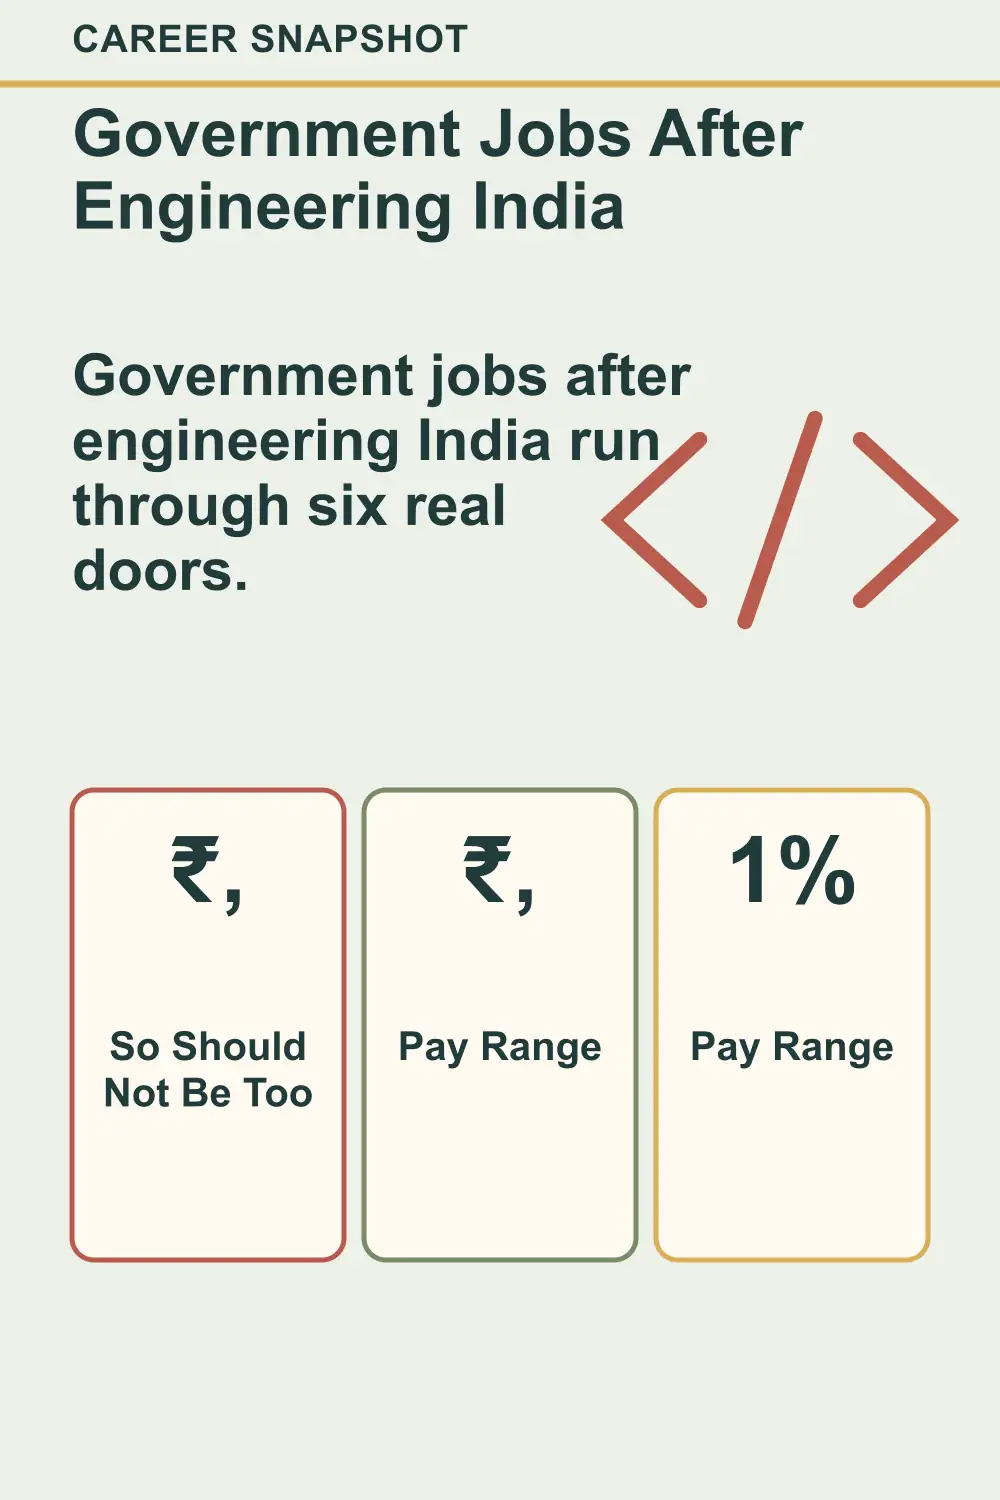 CAREER SNAPSHOT
Government Jobs After
Engineering India
Government jobs after
engineering India run
through six real
doors.
</>
₹,
So Should
Not Be Too
₹,
Pay Range
1%
Pay Range